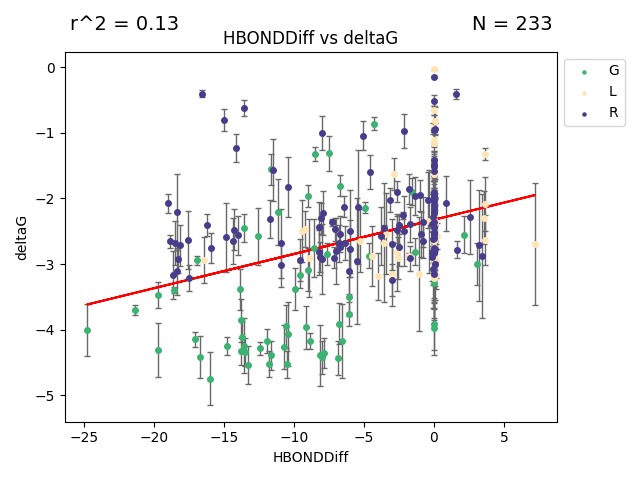 r^2 = 0.13
N = 233
HBONDDiff vs deltaG
G
L
R
deltaG
0
−1
−2
−3
−4
−5
−25
−20
−15
−10
−5
0
5
HBONDDiff